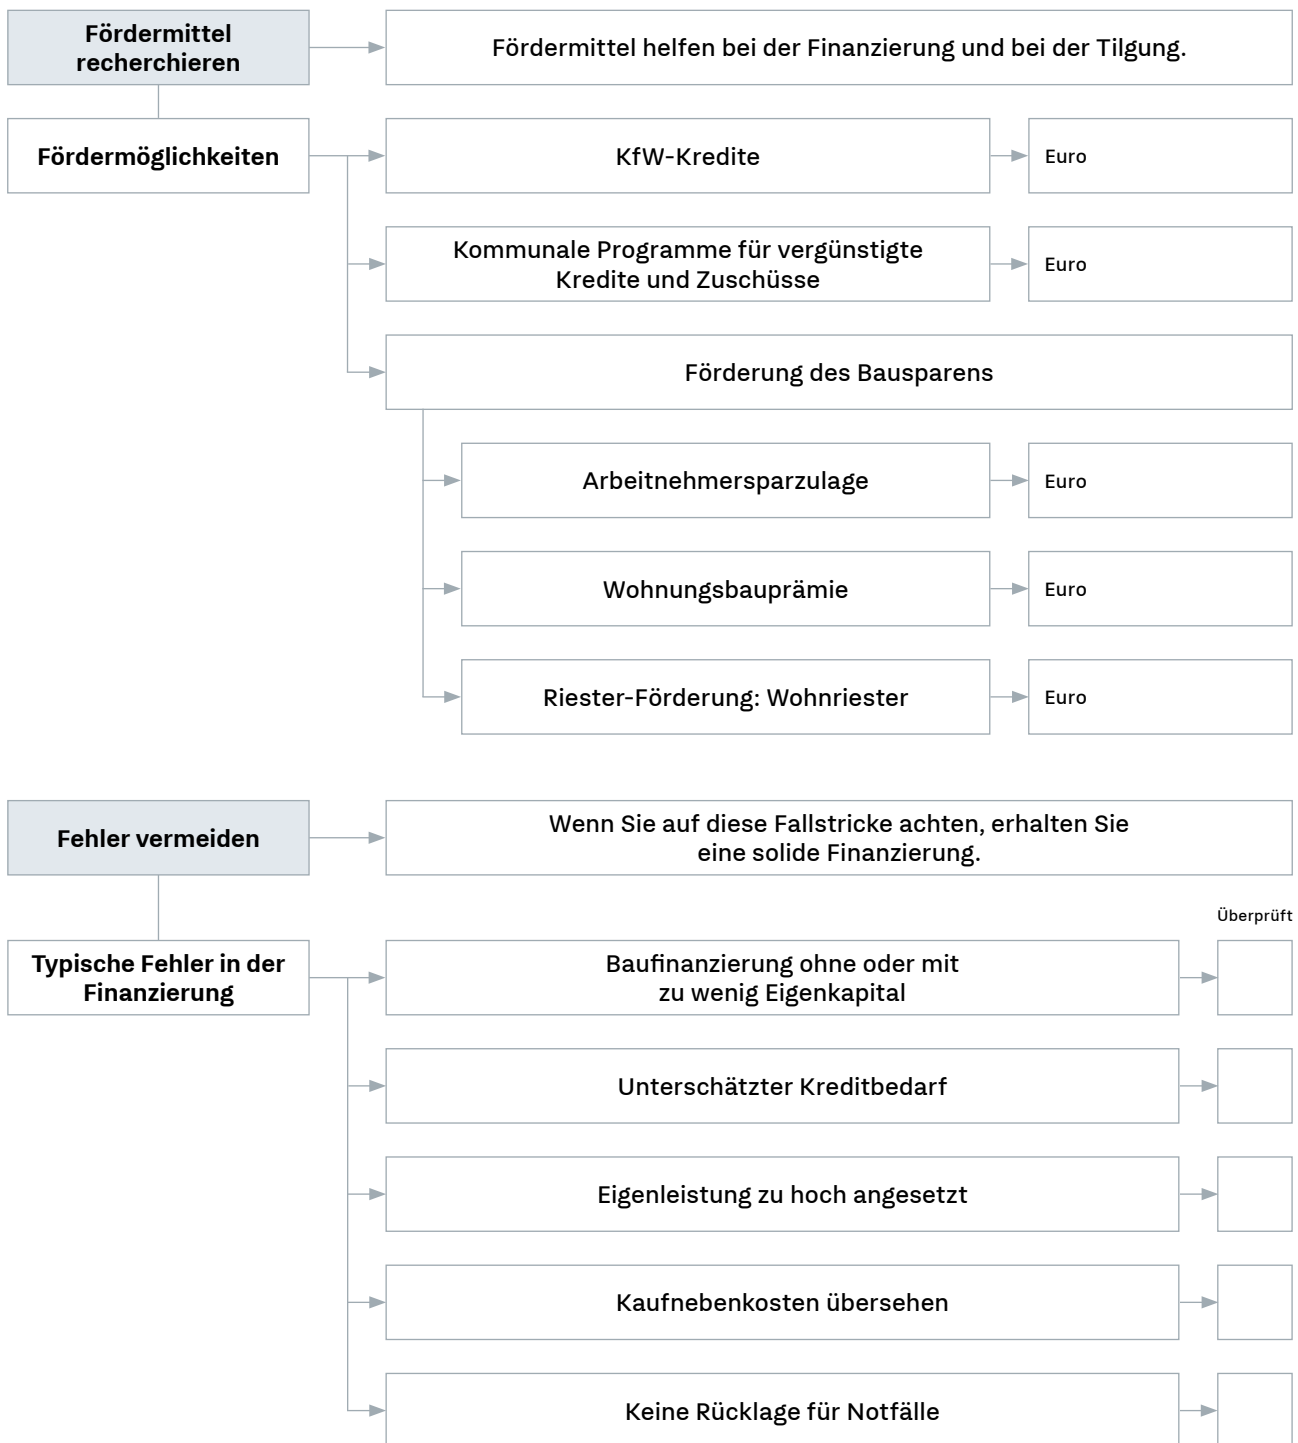 Fördermittel
recherchieren
Fördermittel helfen bei der Finanzierung und bei der Tilgung.
Fördermöglichkeiten
KfW-Kredite
Euro
Kommunale Programme für vergünstigte
Kredite und Zuschüsse
Euro
Förderung des Bausparens
Arbeitnehmersparzulage
Euro
Wohnungsbauprämie
Euro
Riester-Förderung: Wohnriester
Euro
Fehler vermeiden
Wenn Sie auf diese Fallstricke achten, erhalten Sie
eine solide Finanzierung.
Überprüft
Typische Fehler in der
Finanzierung
Baufinanzierung ohne oder mit
zu wenig Eigenkapital
Unterschätzter Kreditbedarf
Eigenleistung zu hoch angesetzt
Kaufnebenkosten übersehen
Keine Rücklage für Notfälle